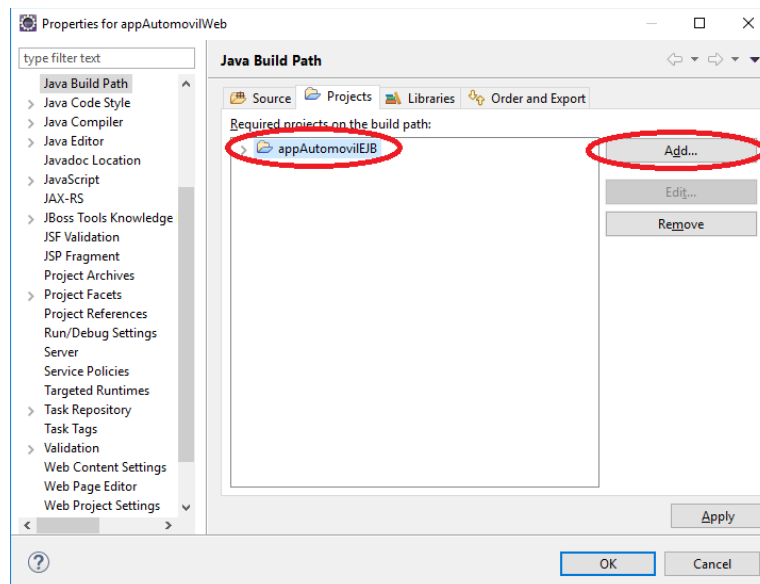 Properties for appAutomovilWeb
type filter text
Java Build Path
Java Code Style
Java Compiler
Java Editor
Javadoc Location
JavaScript
JAX-RS
JBoss Tools Knowledge
JSF Validation
JSP Fragment
Project Archives
Project Facets
Project References
Run/Debug Settings
Server
Service Policies
Targeted Runtimes
Task Repository
Task Tags
Validation
Web Content Settings
Web Page Editor
Web Project Settings
Java Build Path
Source Projects Libraries Order and Export
Required projects on the build path:
appAutomovilEJB
Add...
Edit...
Remove
Apply
OK Cancel